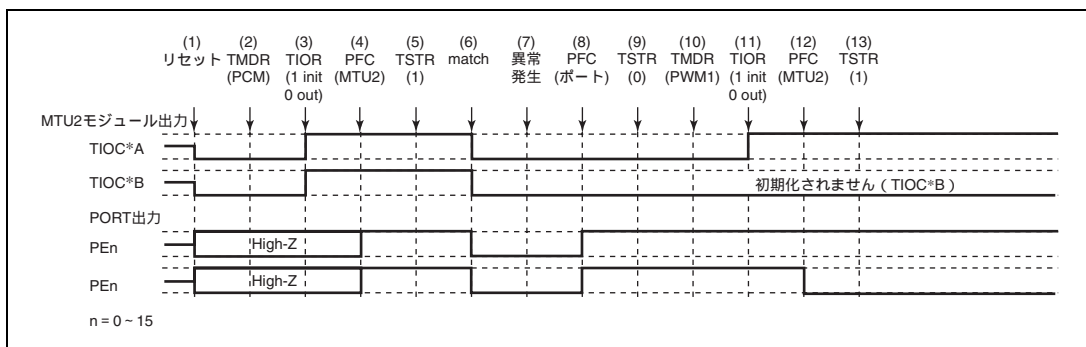 (1) (2) (3) (4) (5) (6) (7) (8) (9) (10) (11) (12) (13)
リセット TMDR TIOR PFC TSTR match 異常 PFC TSTR TMDR TIOR PFC TSTR
(PCM) (1 init (MTU2) (1) 発生 (ポート) (0) (PWM1) (1 init (MTU2) (1)
0 out) 0 out)
MTU2モジュール出力
TIOC*A
TIOC*B 初期化されません ( TIOC*B )
PORT出力
PEn High-Z
PEn High-Z
n = 0 ~ 15